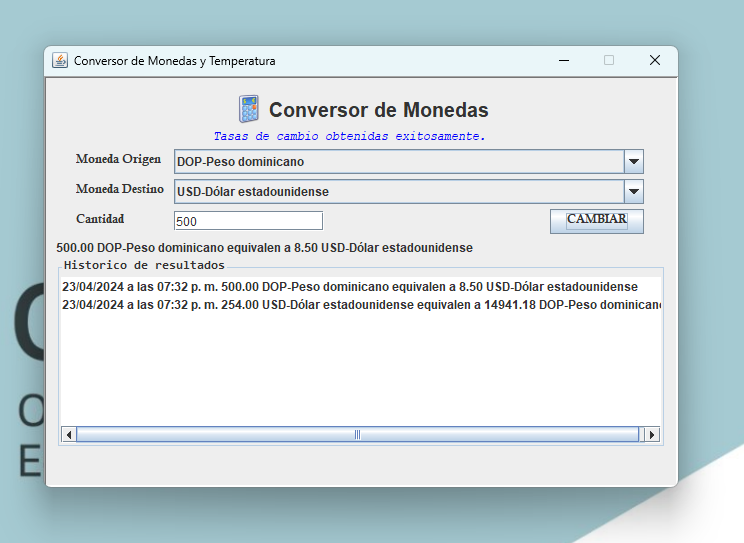 Conversor de Monedas y Temperatura
Conversor de Monedas
Tasas de cambio obtenidas exitosamente.
Moneda Origen DOP-Peso dominicano
Moneda Destino USD-Dólar estadounidense
Cantidad 500 CAMBIAR
500.00 DOP-Peso dominicano equivalen a 8.50 USD-Dólar estadounidense
Historico de resultados
23/04/2024 a las 07:32 p. m. 500.00 DOP-Peso dominicano equivalen a 8.50 USD-Dólar estadounidense
23/04/2024 a las 07:32 p. m. 254.00 USD-Dólar estadounidense equivalen a 14941.18 DOP-Peso dominicano